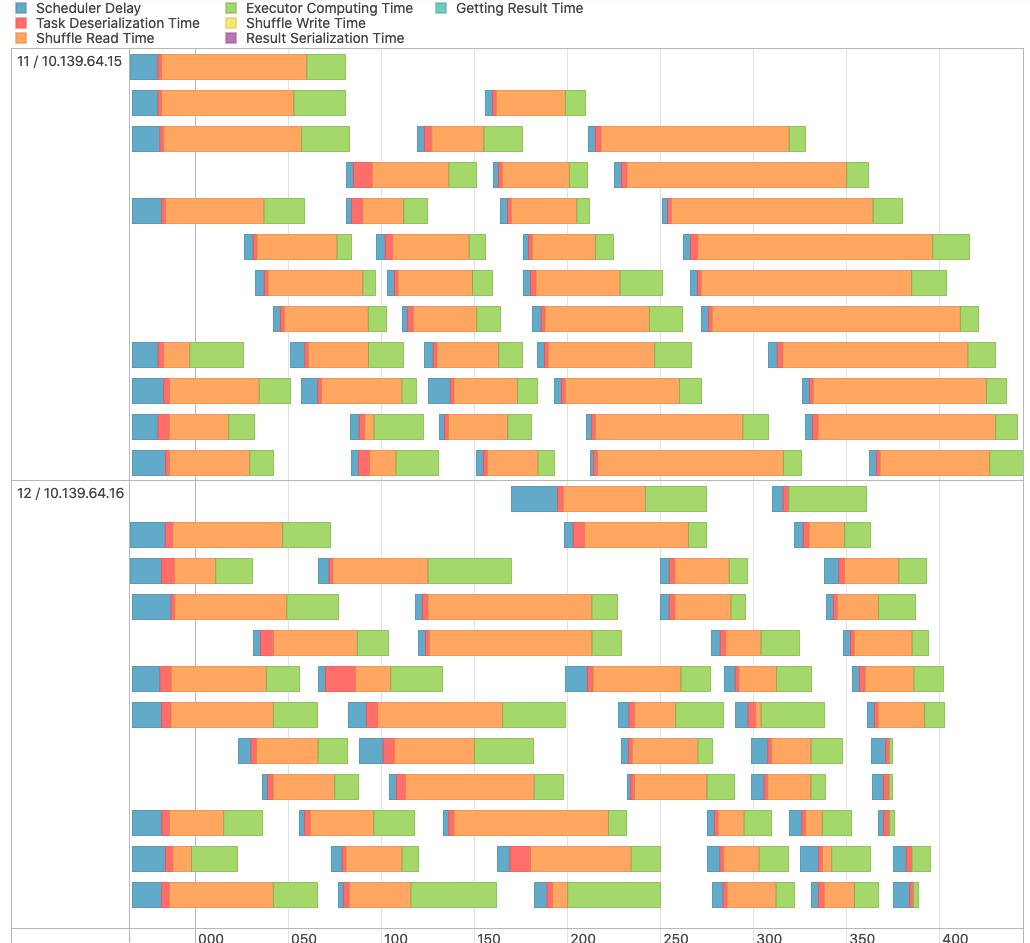 Scheduler Delay
Executor Computing Time
Getting Result Time
Task Deserialization Time
Shuffle Write Time
Shuffle Read Time
Result Serialization Time
11 / 10.139.64.15
12 / 10.139.64.16
000 050 100 150 200 250 300 350 400